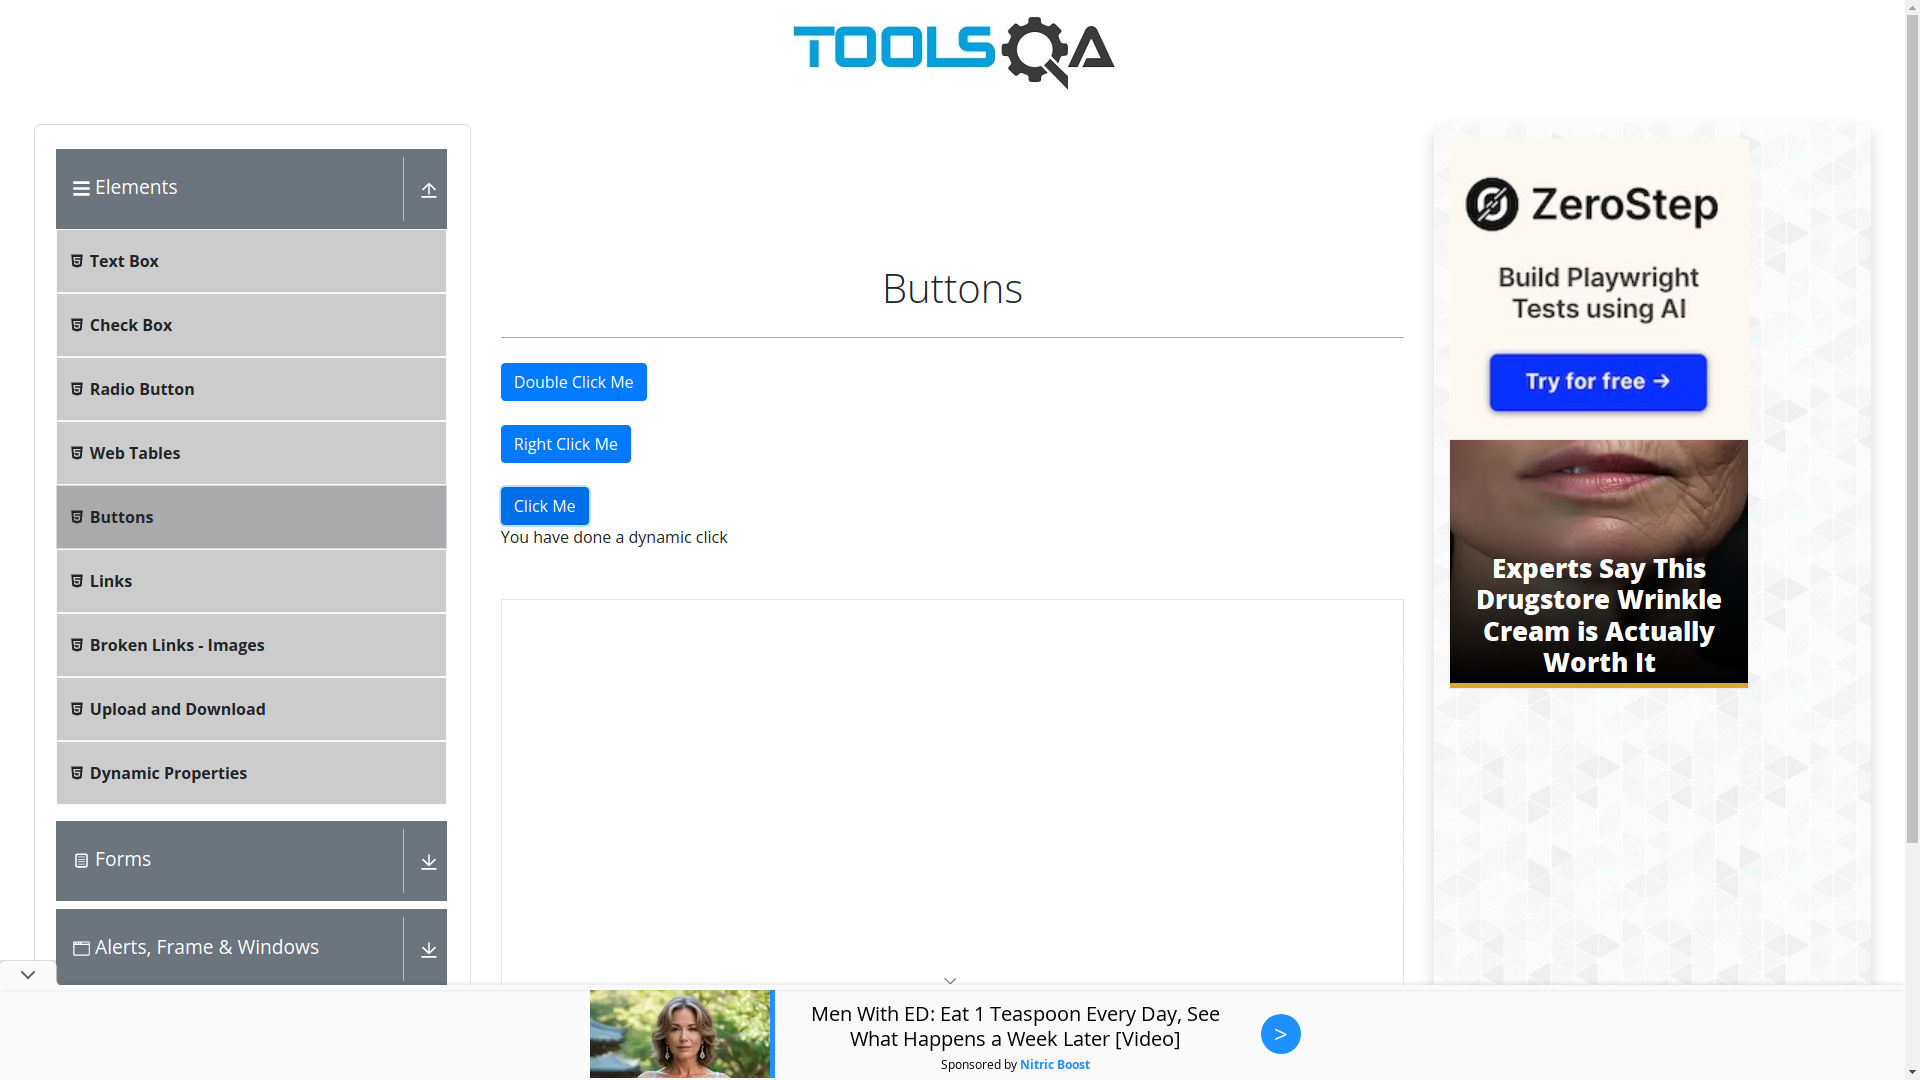 TOOLSQA
Elements
Text Box
Check Box
Radio Button
Web Tables
Buttons
Links
Broken Links - Images
Upload and Download
Dynamic Properties
Forms
Alerts, Frame & Windows
Buttons
Double Click Me
Right Click Me
Click Me
You have done a dynamic click
ZeroStep
Build Playwright
Tests using AI
Try for free →
Experts Say This
Drugstore Wrinkle
Cream is Actually
Worth It
Men With ED: Eat 1 Teaspoon Every Day, See
What Happens a Week Later [Video]
Sponsored by Nitric Boost
>